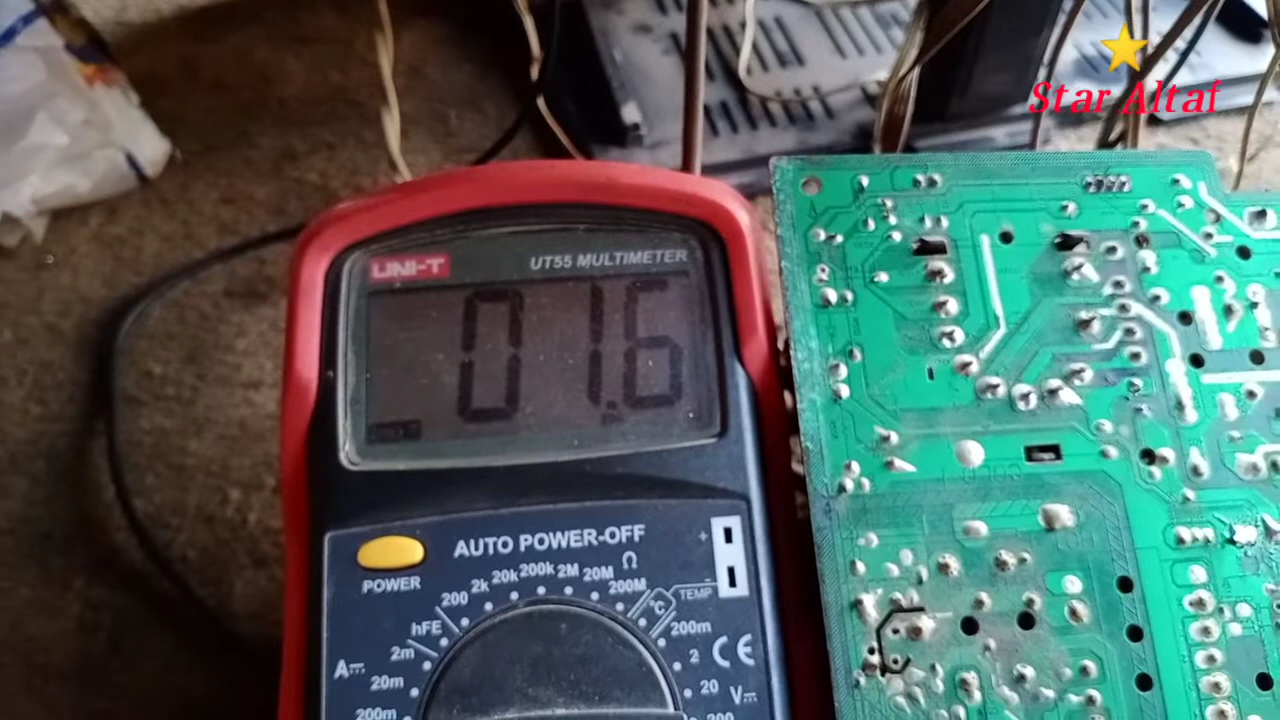 Star Altaf
UNI-T
UT55 MULTIMETER
01.6
AUTO POWER-OFF
POWER
hFE
200
2k
20k
200k
2M
20M
200M
Ω
°C
TEMP
+
-
200m
2
20
200
V⎓
CE
A⎓
2m
20m
200m